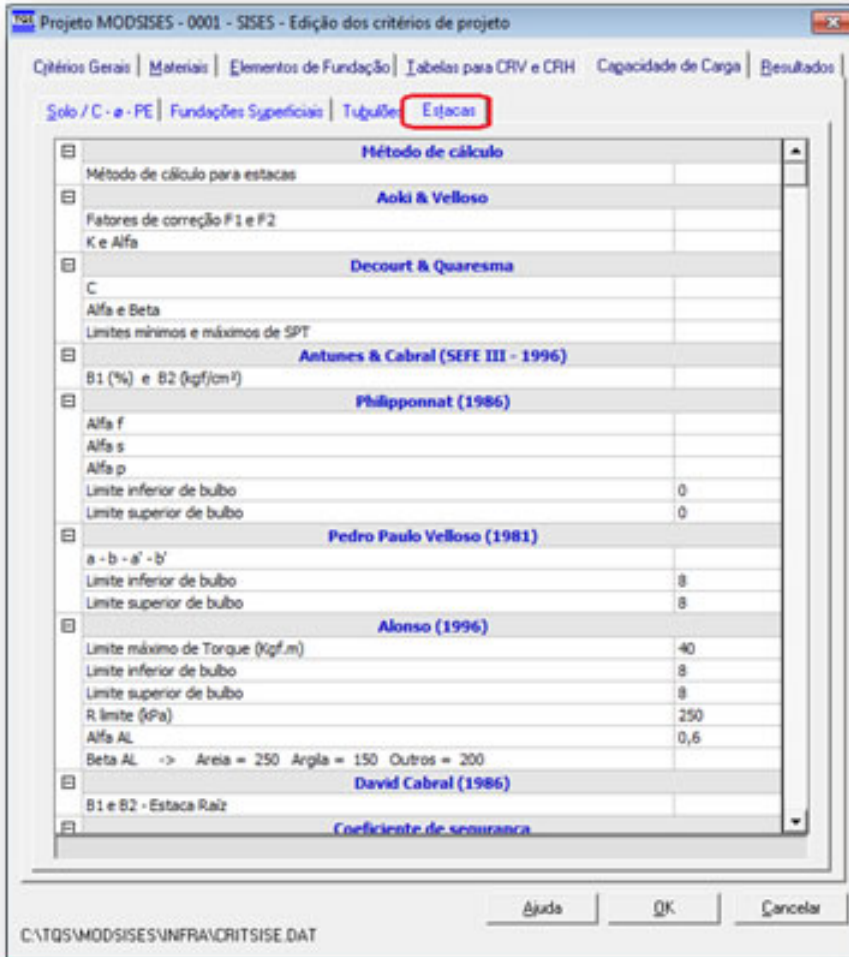 TQS Projeto MODSISES - 0001 - SISES - Edição dos critérios de projeto
Critérios Gerais | Materiais | Elementos de Fundação | Tabelas para CRV e CRH Capacidade de Carga | Resultados
Solo / C - ø - PE | Fundações Superficiais | Tubulões Estacas
Método de cálculo
Método de cálculo para estacas
Aoki & Velloso
Fatores de correção F1 e F2
K e Alfa
Decourt & Quaresma
C
Alfa e Beta
Limites mínimos e máximos de SPT
Antunes & Cabral (SEFE III - 1996)
B1 (%) e B2 (kgf/cm²)
Philipponnat (1986)
Alfa f
Alfa s
Alfa p
Limite inferior de bulbo 0
Limite superior de bulbo 0
Pedro Paulo Velloso (1981)
a - b - a' - b'
Limite inferior de bulbo 8
Limite superior de bulbo 8
Alonso (1996)
Limite máximo de Torque (Kgf.m) 40
Limite inferior de bulbo 8
Limite superior de bulbo 8
R limite (kPa) 250
Alfa AL 0,6
Beta AL -> Areia = 250 Argila = 150 Outros = 200
David Cabral (1986)
B1 e B2 - Estaca Raíz
Coeficiente de segurança
Ajuda OK Cancelar
C:\TQS\MODSISES\INFRA\CRITSISE.DAT